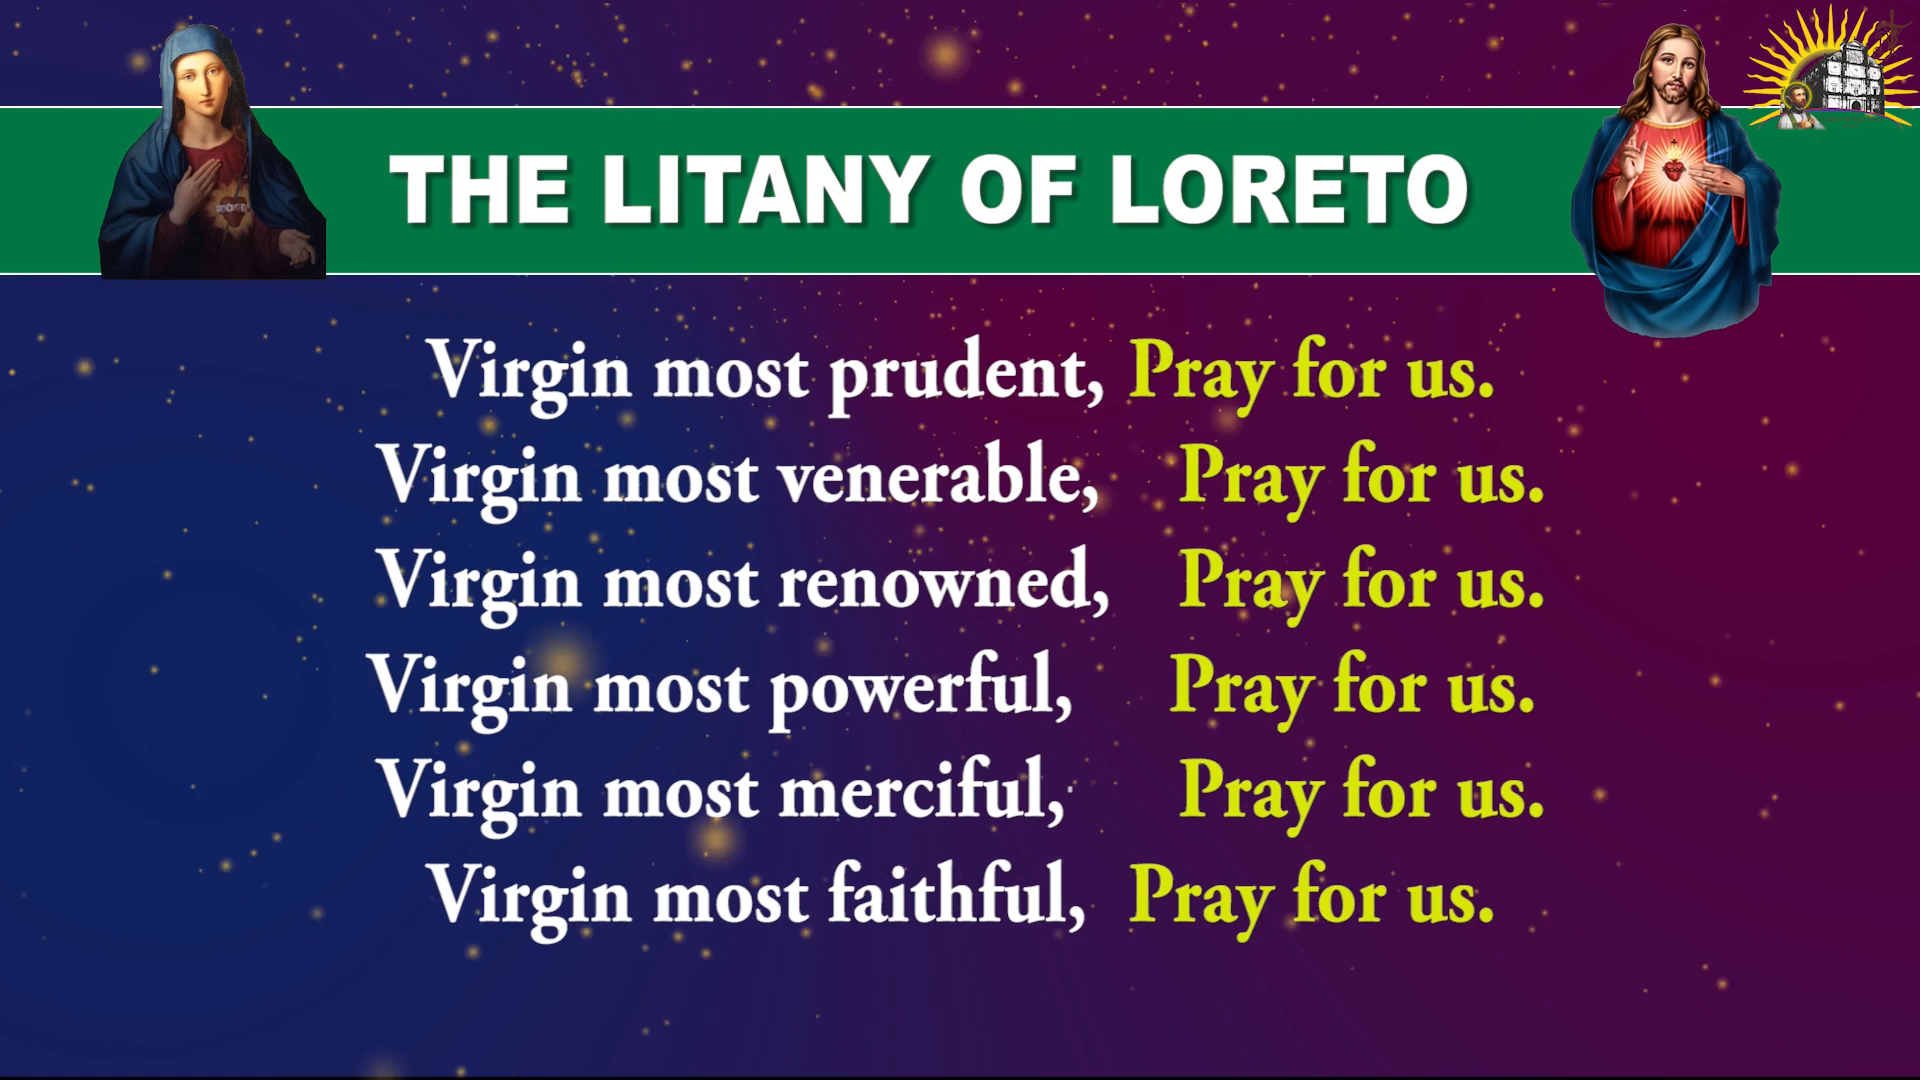 THE LITANY OF LORETO
Virgin most prudent, Pray for us.
Virgin most venerable, Pray for us.
Virgin most renowned, Pray for us.
Virgin most powerful, Pray for us.
Virgin most merciful, Pray for us.
Virgin most faithful, Pray for us.